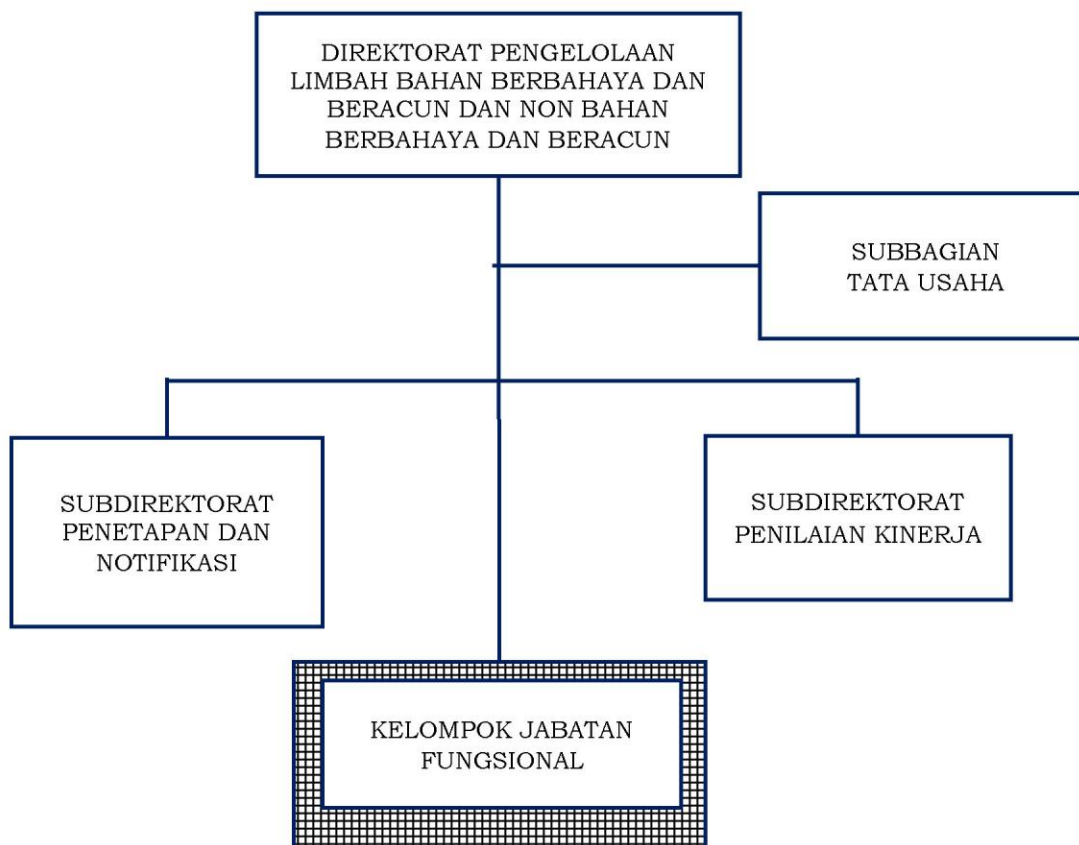 DIREKTORAT PENGELOLAAN
LIMBAH BAHAN BERBAHAYA DAN
BERACUN DAN NON BAHAN
BERBAHAYA DAN BERACUN
SUBBAGIAN
TATA USAHA
SUBDIREKTORAT
PENETAPAN DAN
NOTIFIKASI
SUBDIREKTORAT
PENILAIAN KINERJA
KELOMPOK JABATAN
FUNGSIONAL